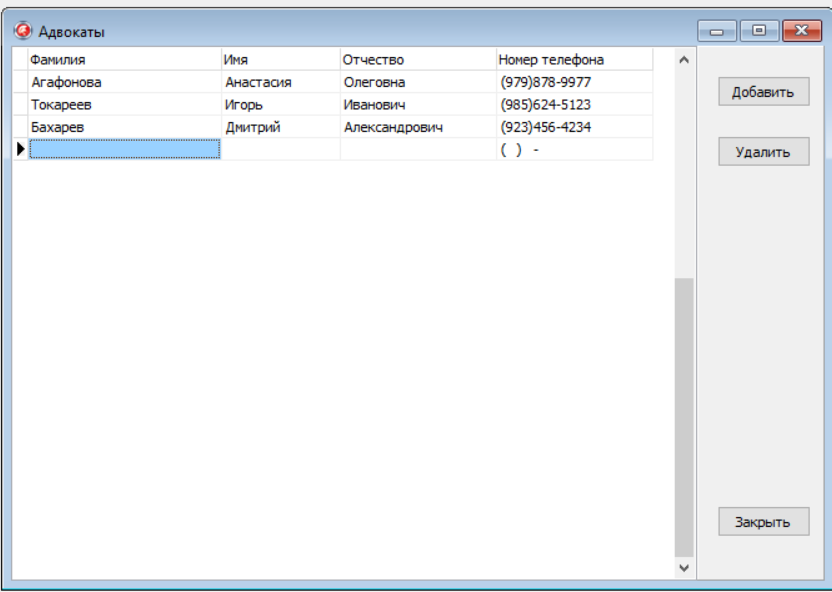 Адвокаты
Фамилия Имя Отчество Номер телефона
Агафонова Анастасия Олеговна (979)878-9977
Токареев Игорь Иванович (985)624-5123
Бахарев Дмитрий Александрович (923)456-4234
( ) -
Добавить
Удалить
Закрыть